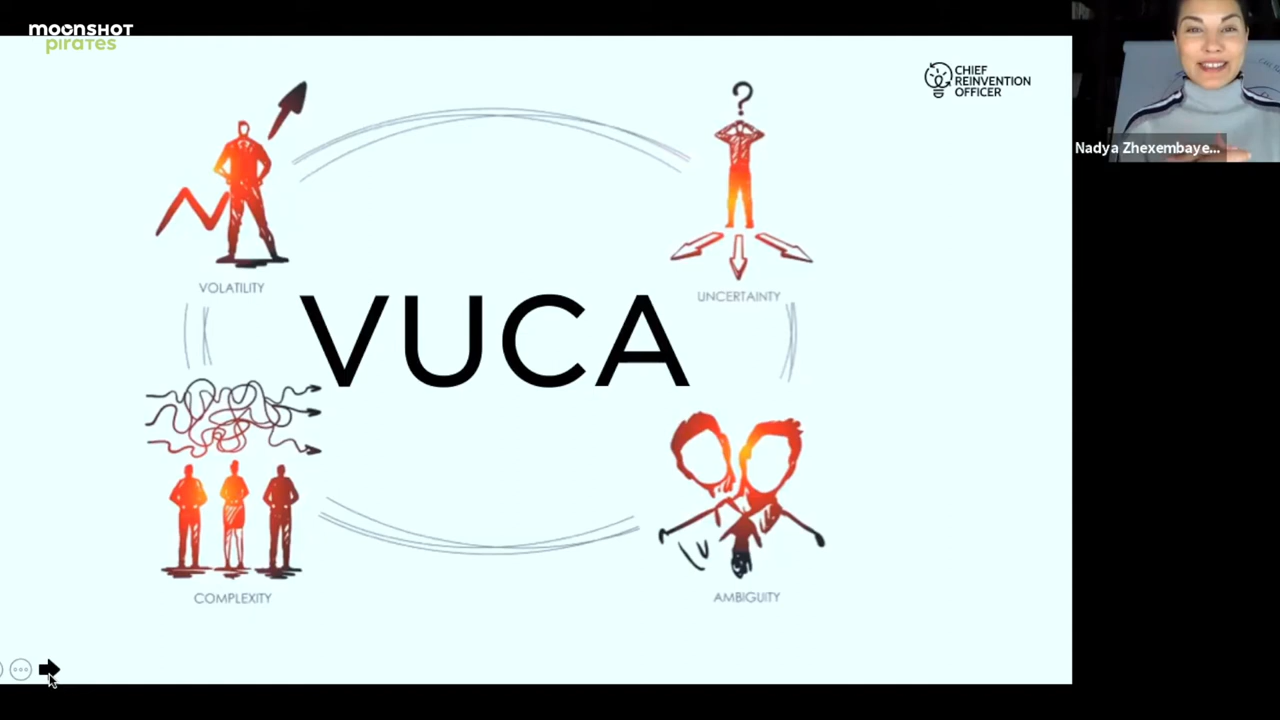 MOONSHOT
pirates
CHIEF
REINVENTION
OFFICER
Nadya Zhexembaye...
?
VOLATILITY
UNCERTAINTY
VUCA
COMPLEXITY
AMBIGUITY